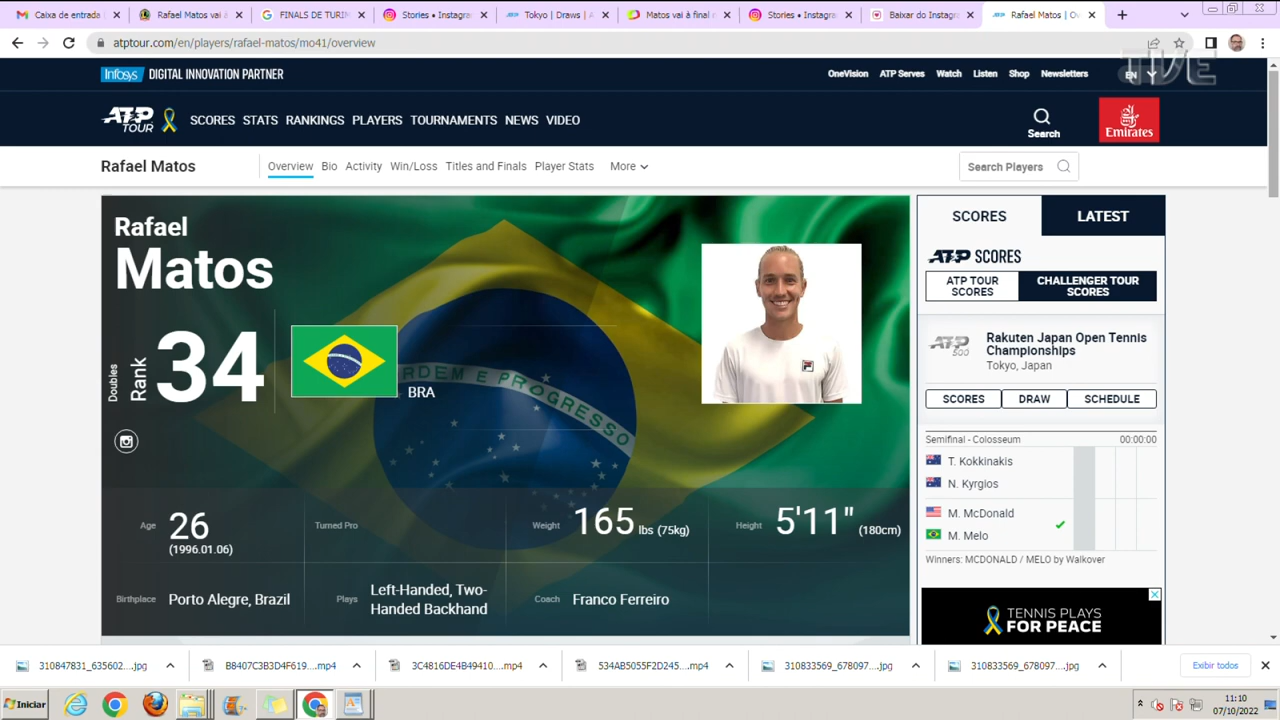 Caixa de entrada
Rafael Matos vai à
FINALS DE TURIN
Stories • Instagra
Tokyo | Draws | A
Matos vai à final d
Stories • Instagra
Baixar do Instagra
Rafael Matos | Ov
atptour.com/en/players/rafael-matos/mo41/overview
TVE
Infosys DIGITAL INNOVATION PARTNER
OneVision ATP Serves Watch Listen Shop Newsletters EN
ATP TOUR
SCORES STATS RANKINGS PLAYERS TOURNAMENTS NEWS VIDEO
Search
Emirates
Rafael Matos
Overview Bio Activity Win/Loss Titles and Finals Player Stats More
Search Players
Rafael
Matos
Doubles
Rank
34
BRA
ORDEM E PROGRESSO
Age 26
(1996.01.06)
Turned Pro
Weight 165 lbs (75kg)
Height 5'11" (180cm)
Birthplace Porto Alegre, Brazil
Plays Left-Handed, Two-
Handed Backhand
Coach Franco Ferreiro
SCORES LATEST
ATP SCORES
ATP TOUR
SCORES
CHALLENGER TOUR
SCORES
ATP 500
Rakuten Japan Open Tennis
Championships
Tokyo, Japan
SCORES DRAW SCHEDULE
Semifinal - Colosseum 00:00:00
T. Kokkinakis
N. Kyrgios
M. McDonald
M. Melo
Winners: MCDONALD / MELO by Walkover
TENNIS PLAYS
FOR PEACE
310847831_635602....jpg
B8407C3B3D4F619....mp4
3C4816DE4B49410....mp4
534AB5055F2D245....mp4
310833569_678097....jpg
310833569_678097....jpg
Exibir todos
Iniciar
11:10
07/10/2022